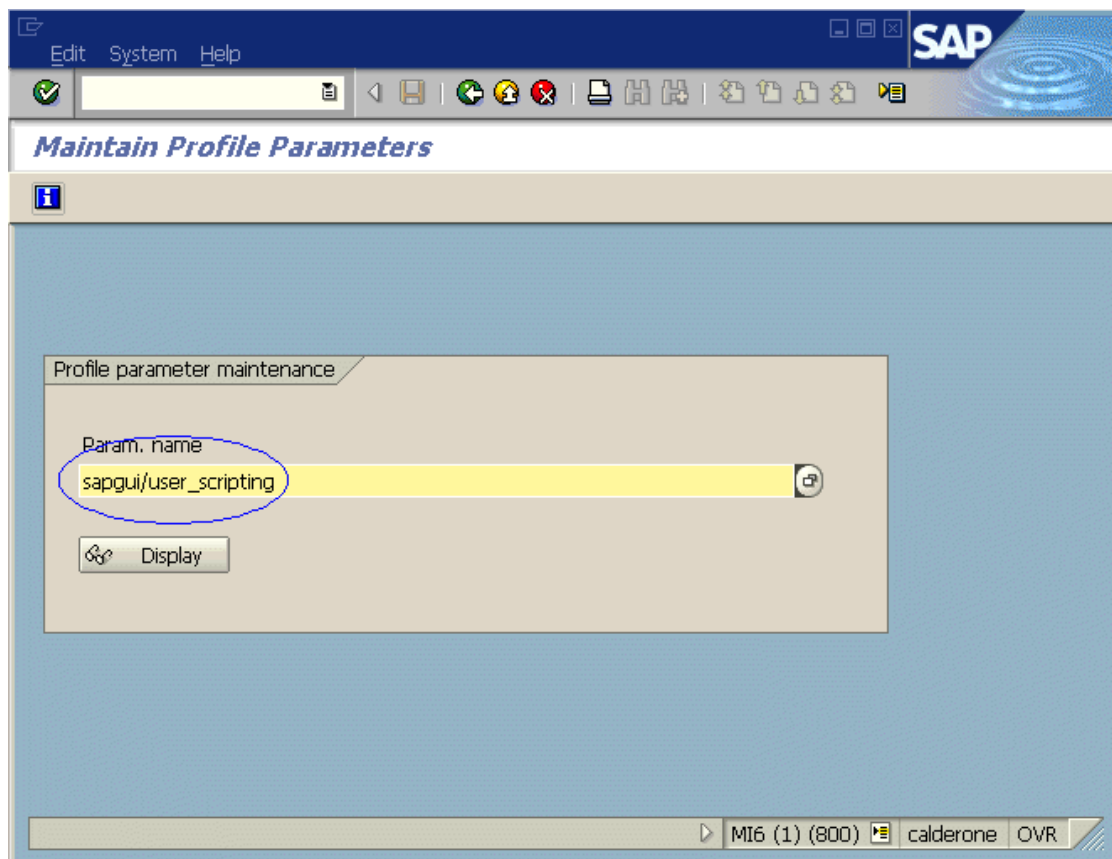 Edit System Help
SAP
Maintain Profile Parameters
Profile parameter maintenance
Param. name
sapgui/user_scripting
Display
MI6 (1) (800) calderone OVR